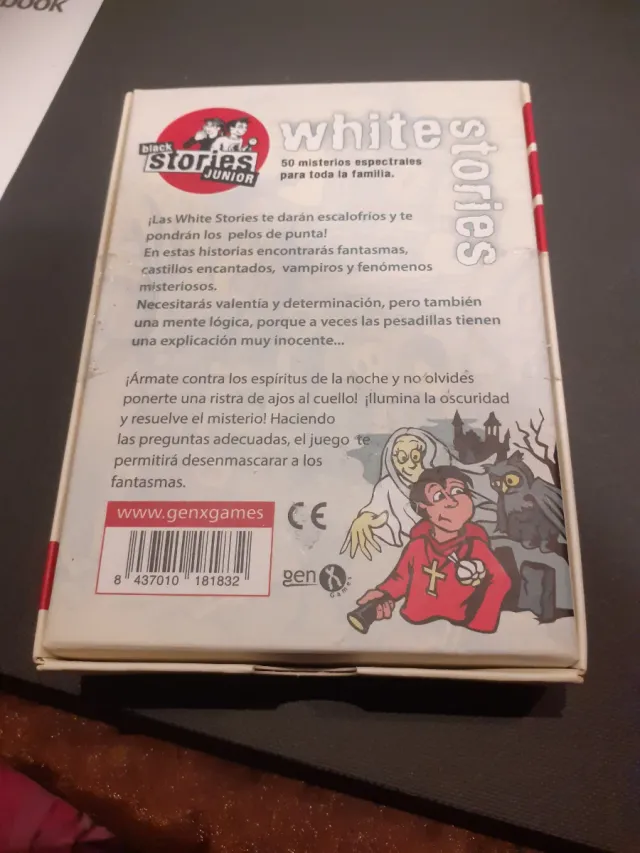 book
black
stories
JUNIOR
white
stories
50 misterios espectrales
para toda la familia.
¡Las White Stories te darán escalofríos y te
pondrán los pelos de punta!
En estas historias encontrarás fantasmas,
castillos encantados, vampiros y fenómenos
misteriosos.
Necesitarás valentía y determinación, pero también
una mente lógica, porque a veces las pesadillas tienen
una explicación muy inocente...
¡Ármate contra los espíritus de la noche y no olvides
ponerte una ristra de ajos al cuello! ¡Ilumina la oscuridad
y resuelve el misterio! Haciendo
las preguntas adecuadas, el juego te
permitirá desenmascarar a los
fantasmas.
www.genxgames
CE
8 437010 181832
gen X
Games